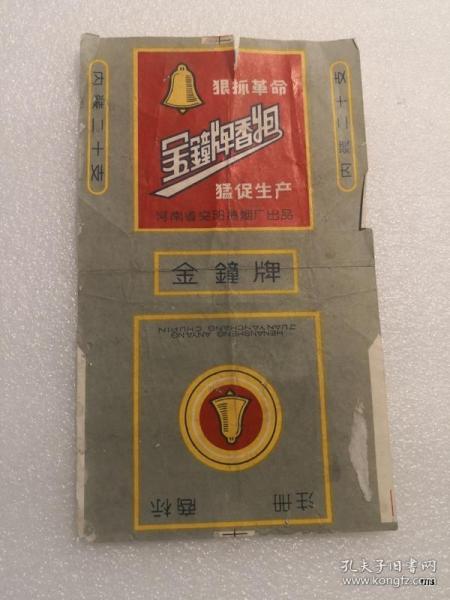 狠抓革命
金鐘牌香烟
猛促生产
河南省安阳卷烟厂出品
内装二十支
内装二十支
金鐘牌
HENANSHENG ANYANG
JUANYANCHANG CHUPIN
注册
商标
孔夫子旧书网
www.kongfz.com